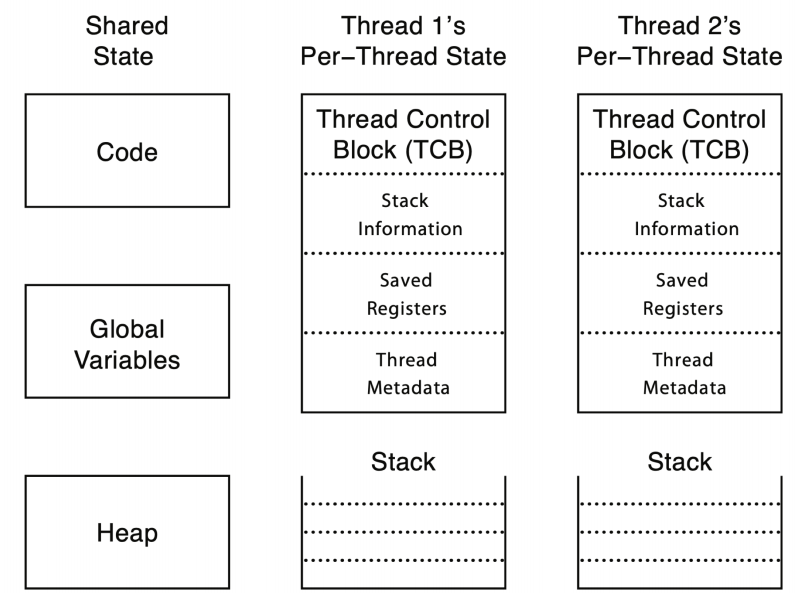 Shared
State
Code
Global
Variables
Heap
Thread 1’s
Per–Thread State
Thread Control
Block (TCB)
Stack
Information
Saved
Registers
Thread
Metadata
Stack
Thread 2’s
Per–Thread State
Thread Control
Block (TCB)
Stack
Information
Saved
Registers
Thread
Metadata
Stack